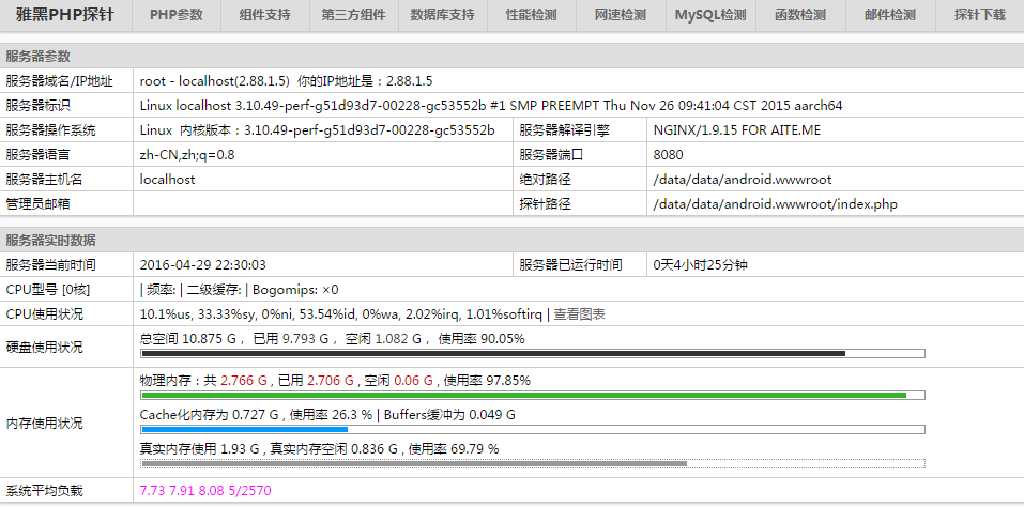 雅黑PHP探针 PHP参数 组件支持 第三方组件 数据库支持 性能检测 网速检测 MySQL检测 函数检测 邮件检测 探针下载
服务器参数
服务器域名/IP地址 root - localhost(2.88.1.5) 你的IP地址是：2.88.1.5
服务器标识 Linux localhost 3.10.49-perf-g51d93d7-00228-gc53552b #1 SMP PREEMPT Thu Nov 26 09:41:04 CST 2015 aarch64
服务器操作系统 Linux 内核版本：3.10.49-perf-g51d93d7-00228-gc53552b 服务器解译引擎 NGINX/1.9.15 FOR AITE.ME
服务器语言 zh-CN,zh;q=0.8 服务器端口 8080
服务器主机名 localhost 绝对路径 /data/data/android.wwwroot
管理员邮箱 探针路径 /data/data/android.wwwroot/index.php
服务器实时数据
服务器当前时间 2016-04-29 22:30:03 服务器已运行时间 0天4小时25分钟
CPU型号 [0核] | 频率: | 二级缓存: | Bogomips: ×0
CPU使用状况 10.1%us, 33.33%sy, 0%ni, 53.54%id, 0%wa, 2.02%irq, 1.01%softirq | 查看图表
硬盘使用状况 总空间 10.875 G， 已用 9.793 G， 空闲 1.082 G， 使用率 90.05%
内存使用状况 物理内存：共 2.766 G , 已用 2.706 G , 空闲 0.06 G , 使用率 97.85%
Cache化内存为 0.727 G , 使用率 26.3 % | Buffers缓冲为 0.049 G
真实内存使用 1.93 G , 真实内存空闲 0.836 G , 使用率 69.79 %
系统平均负载 7.73 7.91 8.08 5/2570